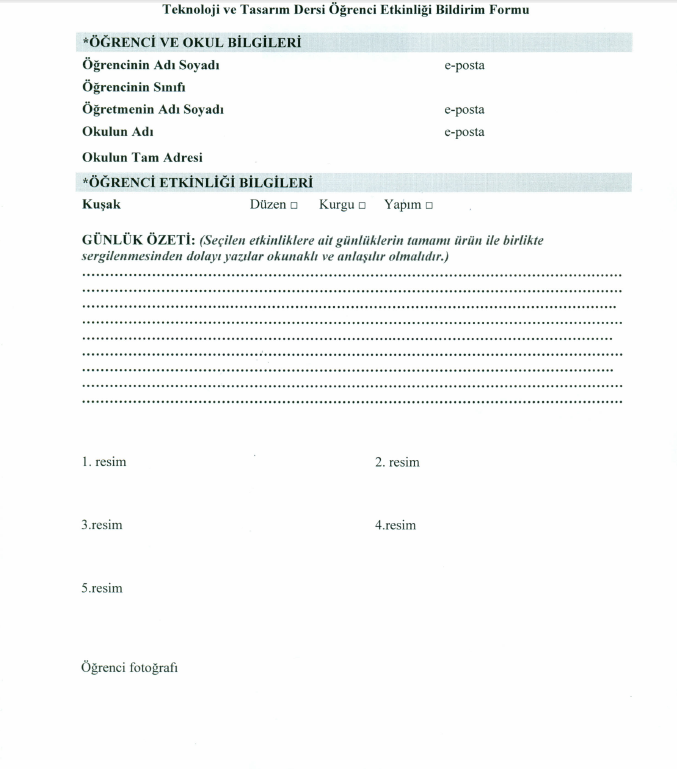 Teknoloji ve Tasarım Dersi Öğrenci Etkinliği Bildirim Formu
*ÖĞRENCİ VE OKUL BİLGİLERİ
Öğrencinin Adı Soyadı e-posta
Öğrencinin Sınıfı
Öğretmenin Adı Soyadı e-posta
Okulun Adı e-posta
Okulun Tam Adresi
*ÖĞRENCİ ETKİNLİĞİ BİLGİLERİ
Kuşak Düzen □ Kurgu □ Yapım □
GÜNLÜK ÖZETİ: (Seçilen etkinliklere ait günlüklerin tamamı ürün ile birlikte
sergilenmesinden dolayı yazılar okunaklı ve anlaşılır olmalıdır.)
1. resim 2. resim
3.resim 4.resim
5.resim
Öğrenci fotoğrafı